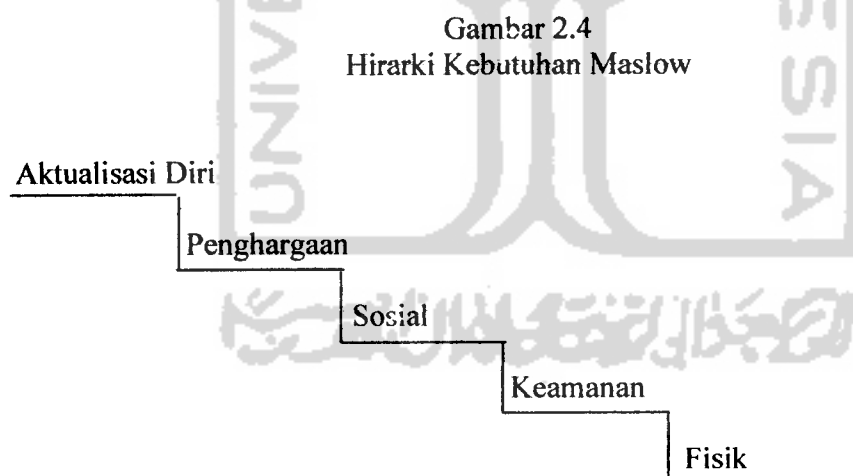 Gambar 2.4
Hirarki Kebutuhan Maslow
Aktualisasi Diri
Penghargaan
Sosial
Keamanan
Fisik